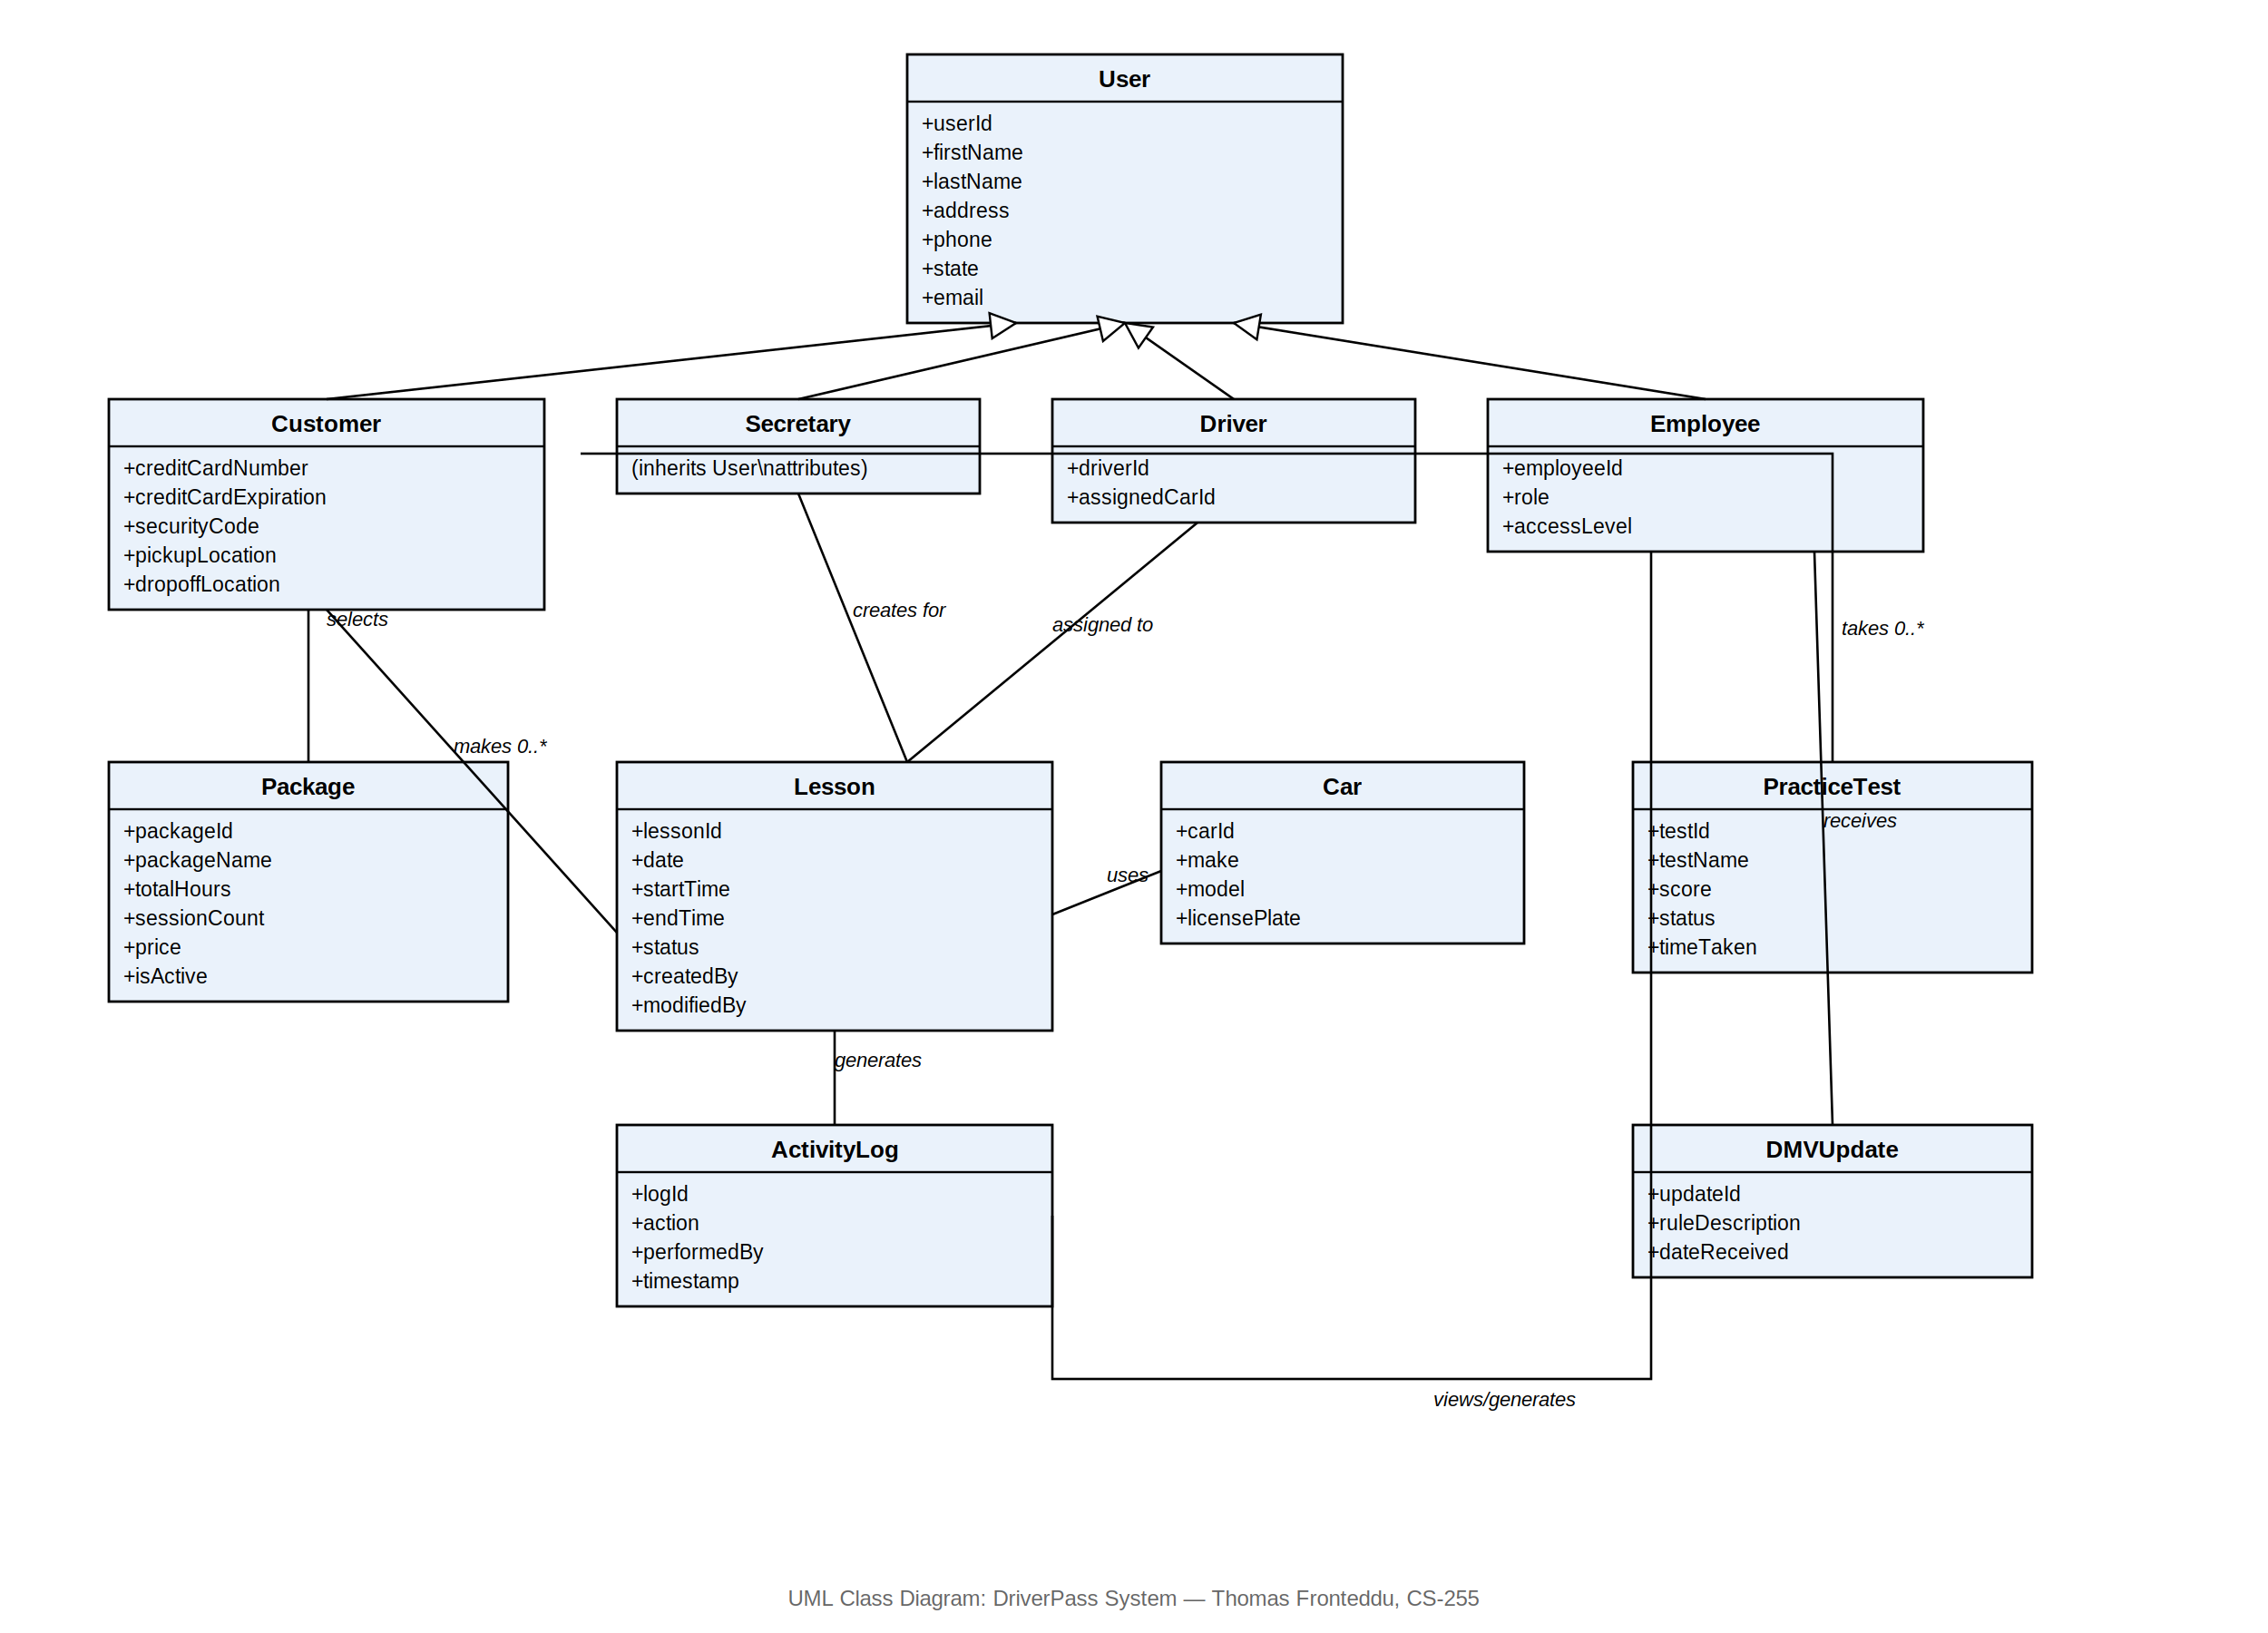 User
+userId
+firstName
+lastName
+address
+phone
+state
+email
Customer
+creditCardNumber
+creditCardExpiration
+securityCode
+pickupLocation
+dropoffLocation
Secretary
(inherits User\nattributes)
Driver
+driverId
+assignedCarId
Employee
+employeeId
+role
+accessLevel
selects
creates for
assigned to
takes 0..*
makes 0..*
Package
+packageId
+packageName
+totalHours
+sessionCount
+price
+isActive
Lesson
+lessonId
+date
+startTime
+endTime
+status
+createdBy
+modifiedBy
uses
Car
+carId
+make
+model
+licensePlate
PracticeTest
receives
+testId
+testName
+score
+status
+timeTaken
generates
ActivityLog
+logId
+action
+performedBy
+timestamp
DMVUpdate
+updateId
+ruleDescription
+dateReceived
views/generates
UML Class Diagram: DriverPass System — Thomas Fronteddu, CS-255